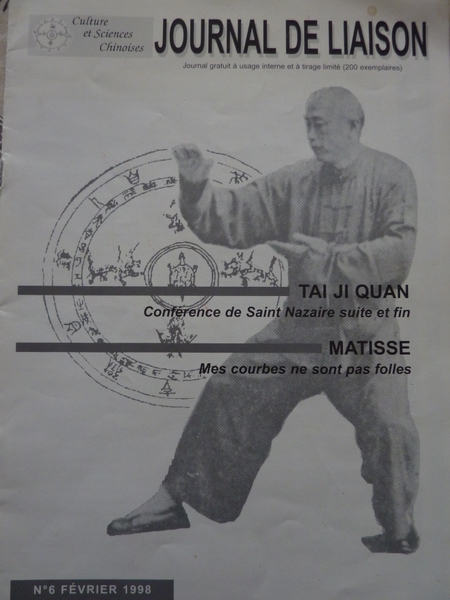 Culture
et Sciences
Chinoises
JOURNAL DE LIAISON
Journal gratuit à usage interne et à tirage limité (200 exemplaires)
TAI JI QUAN
Conférence de Saint Nazaire suite et fin
MATISSE
Mes courbes ne sont pas folles
N°6 FÉVRIER 1998